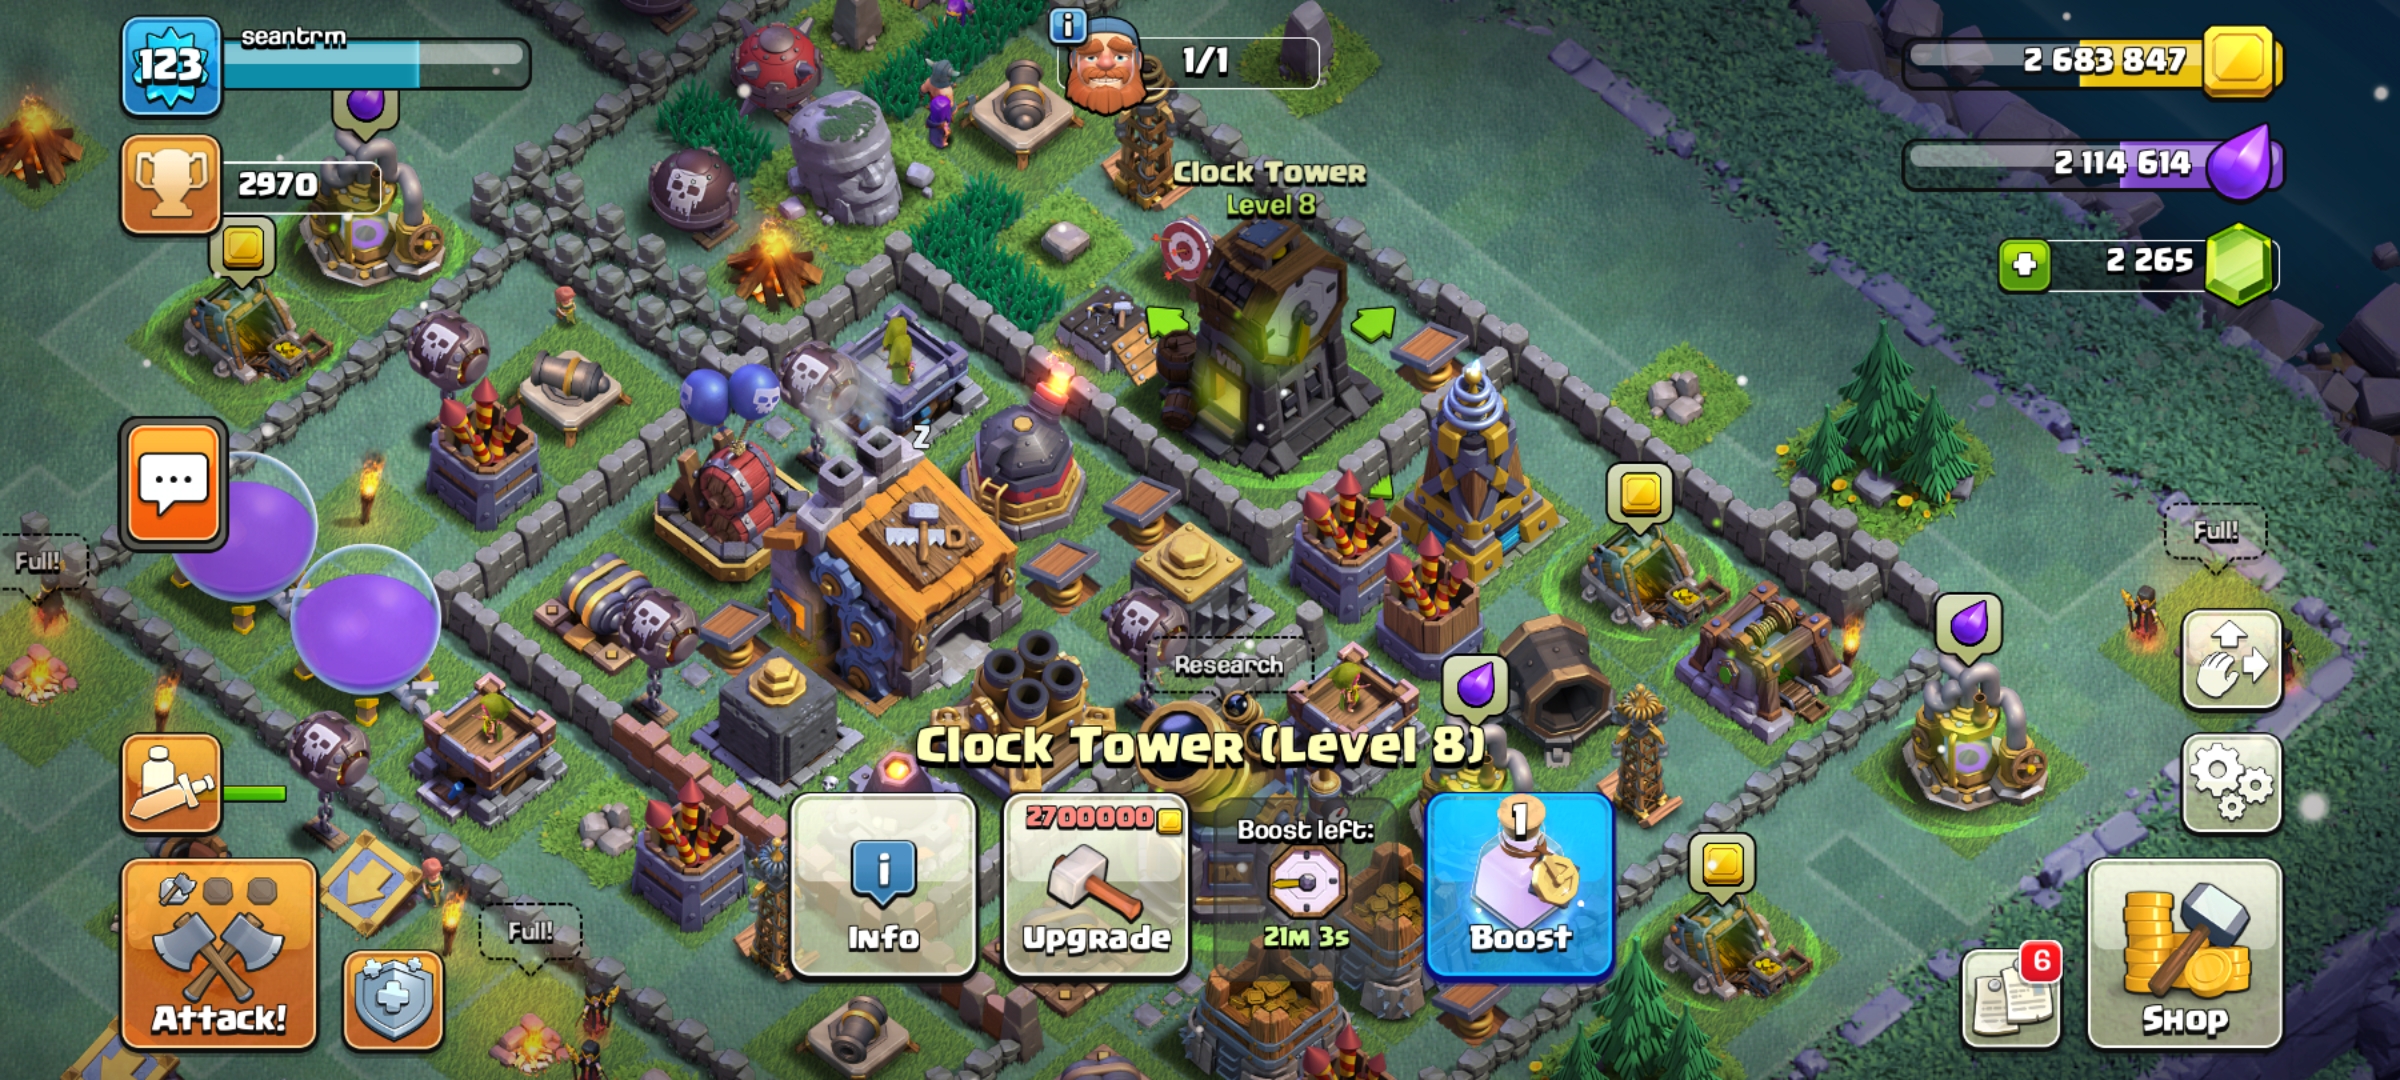 123
seantrm
1/1
2 683 847
2970
Clock Tower
Level 8
2 114 614
2 265
Z
Full!
Full!
Research
Clock Tower (Level 8)
Info
2700000
Upgrade
Boost left:
21m 3s
1
Boost
Full!
Attack!
6
Shop